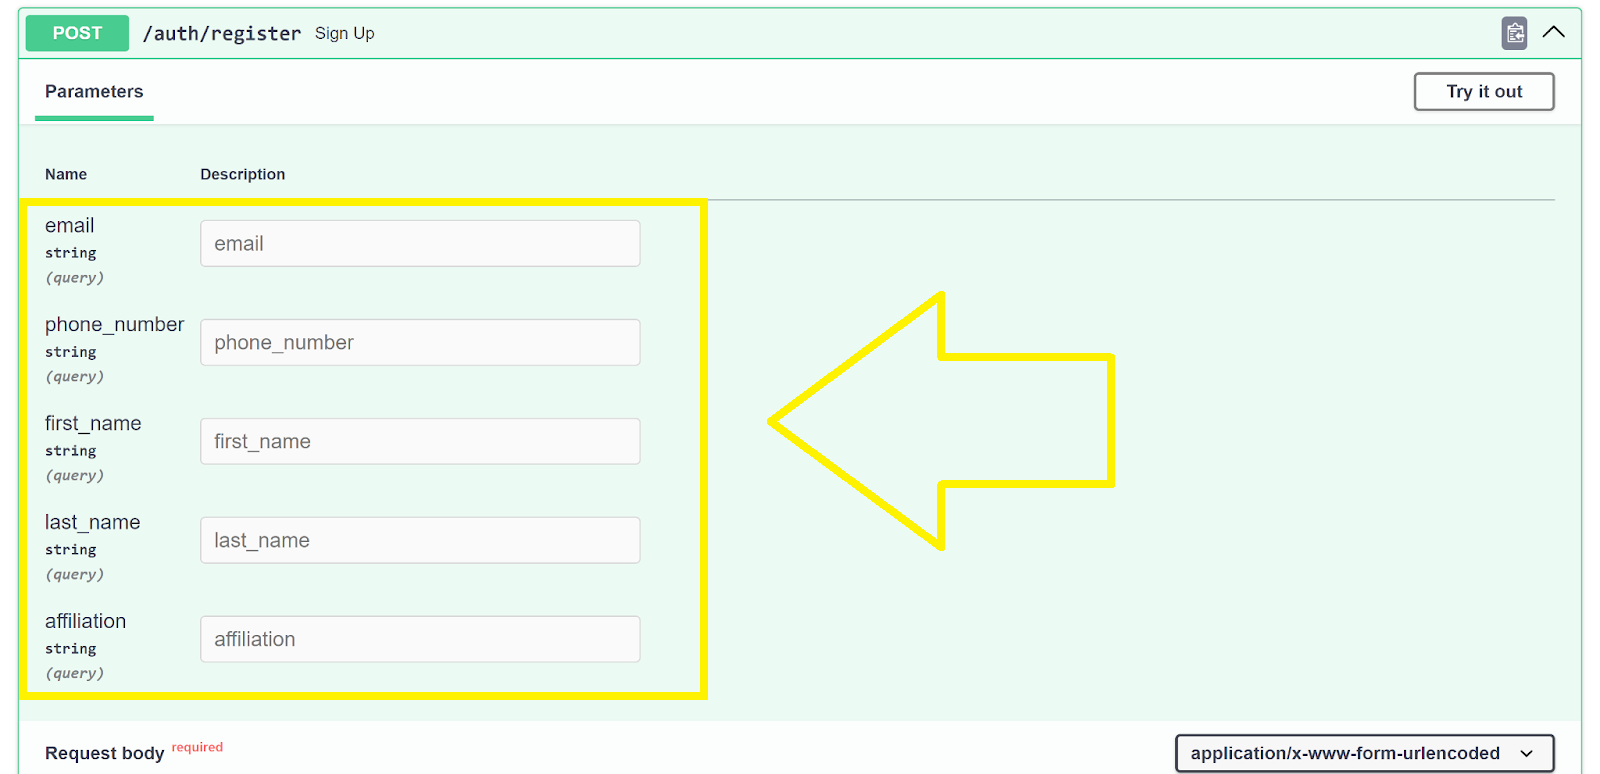 POST /auth/register Sign Up
Parameters Try it out
Name Description
email
string
(query)
email
phone_number
string
(query)
phone_number
first_name
string
(query)
first_name
last_name
string
(query)
last_name
affiliation
string
(query)
affiliation
Request body required application/x-www-form-urlencoded